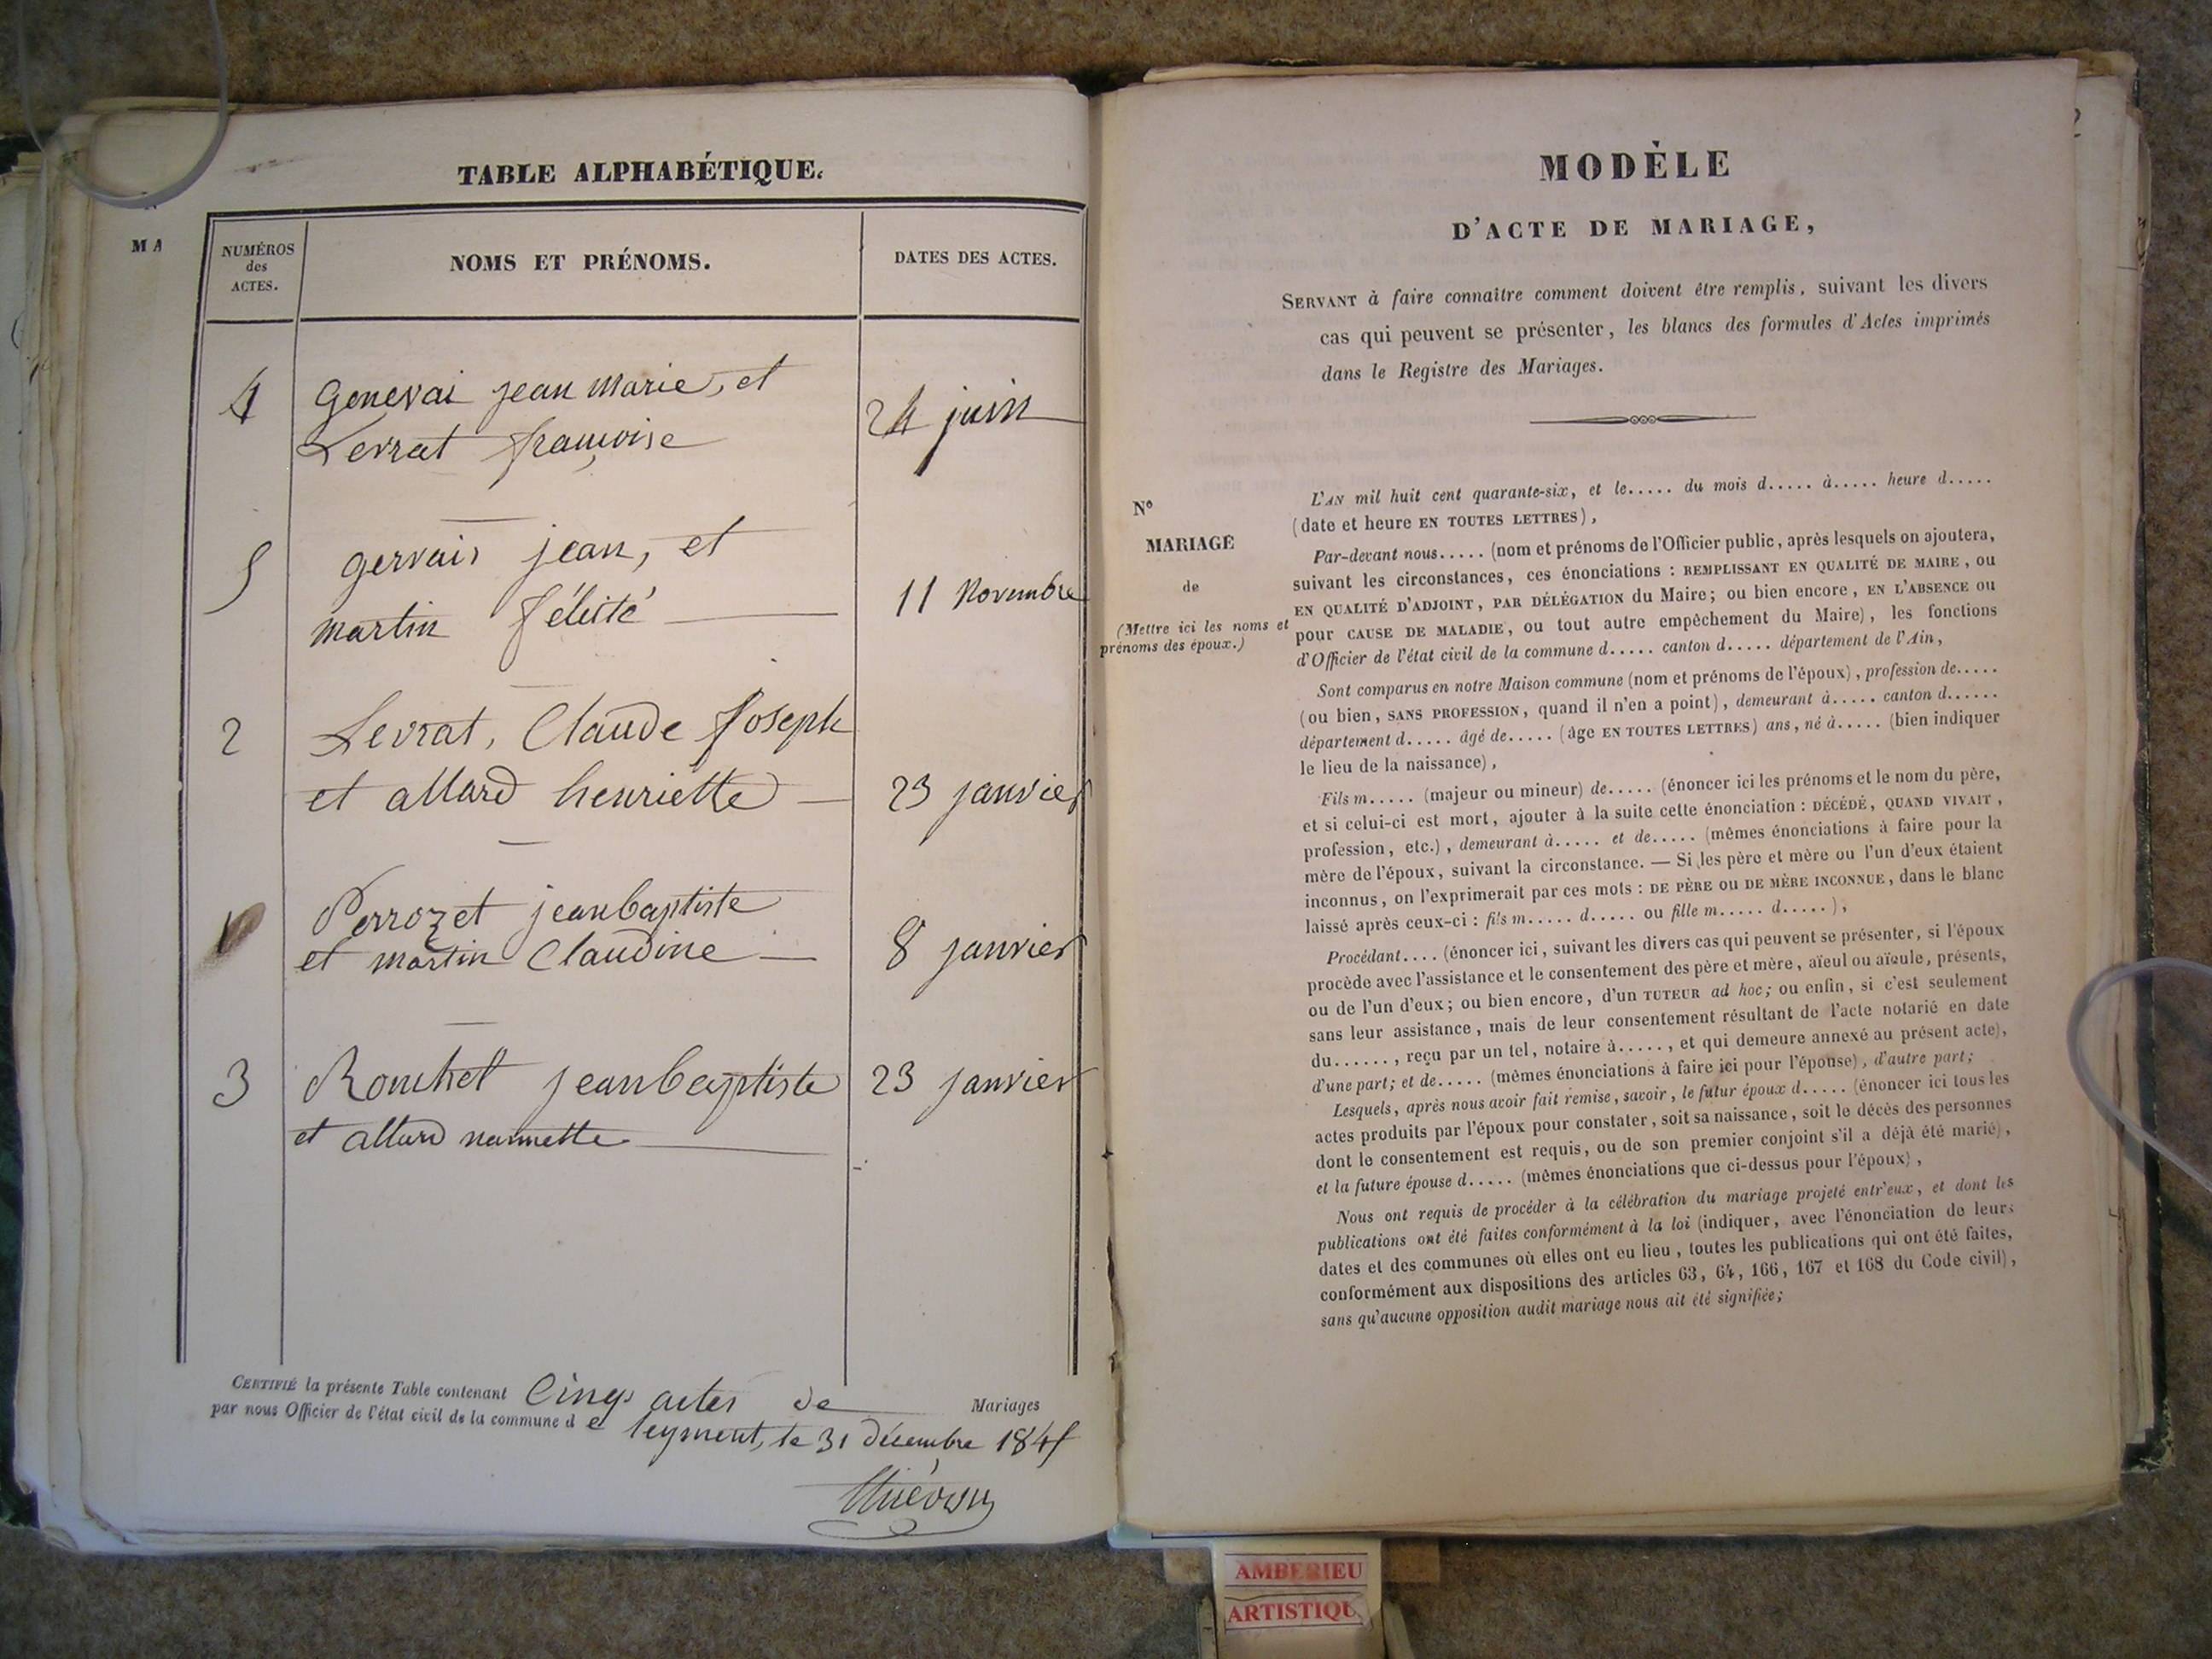 TABLE ALPHABÉTIQUE.
MA
NUMÉROS
des
ACTES.
NOMS ET PRÉNOMS.
DATES DES ACTES.
4 Genevai jean marie, et
Levrat françoise 24 juin
5 gervais jean, et
martin félicité 11 Novembre
2 Levrat, Claude Joseph
et allard henriette 23 janvier
1 Perrozet jean baptiste
et martin Claudine 8 janvier
3 Rouchet jean baptiste 23 janvier
et allard nannette
CERTIFIÉ la présente Table contenant Cinq actes de Mariages
par nous Officier de l'état civil de la commune de leyment, le 31 décembre 1845
MODÈLE
D'ACTE DE MARIAGE,
SERVANT à faire connaître comment doivent être remplis, suivant les divers
cas qui peuvent se présenter, les blancs des formules d'Actes imprimés
dans le Registre des Mariages.
N°
MARIAGE
de
(Mettre ici les noms et
prénoms des époux.)
L'AN mil huit cent quarante-six, et le..... du mois d..... à..... heure d.....
(date et heure EN TOUTES LETTRES),
Par-devant nous..... (nom et prénoms de l'Officier public, après lesquels on ajoutera,
suivant les circonstances, ces énonciations : REMPLISSANT EN QUALITÉ DE MAIRE, ou
EN QUALITÉ D'ADJOINT, PAR DÉLÉGATION du Maire; ou bien encore, EN L'ABSENCE ou
pour CAUSE DE MALADIE, ou tout autre empêchement du Maire), les fonctions
d'Officier de l'état civil de la commune d..... canton d..... département de l'Ain,
Sont comparus en notre Maison commune (nom et prénoms de l'époux), profession de.....
(ou bien, SANS PROFESSION, quand il n'en a point), demeurant à..... canton d......
département d..... âgé de..... (âge EN TOUTES LETTRES) ans, né à..... (bien indiquer
le lieu de la naissance),
Fils m..... (majeur ou mineur) de..... (énoncer ici les prénoms et le nom du père,
et si celui-ci est mort, ajouter à la suite cette énonciation : DÉCÉDÉ, QUAND VIVAIT,
profession, etc.), demeurant à..... et de..... (mêmes énonciations à faire pour la
mère de l'époux, suivant la circonstance. — Si les père et mère ou l'un d'eux étaient
inconnus, on l'exprimerait par ces mots : DE PÈRE ou DE MÈRE INCONNUE, dans le blanc
laissé après ceux-ci : fils m..... d..... ou fille m..... d.....);
Procédant.... (énoncer ici, suivant les divers cas qui peuvent se présenter, si l'époux
procède avec l'assistance et le consentement des père et mère, aïeul ou aïeule, présents,
ou de l'un d'eux; ou bien encore, d'un TUTEUR ad hoc; ou enfin, si c'est seulement
sans leur assistance, mais de leur consentement résultant de l'acte notarié en date
du......, reçu par un tel, notaire à....., et qui demeure annexé au présent acte),
d'une part; et de..... (mêmes énonciations à faire ici pour l'épouse), d'autre part;
Lesquels, après nous avoir fait remise, savoir, le futur époux d..... (énoncer ici tous les
actes produits par l'époux pour constater, soit sa naissance, soit le décès des personnes
dont le consentement est requis, ou de son premier conjoint s'il a déjà été marié),
et la future épouse d..... (mêmes énonciations que ci-dessus pour l'époux),
Nous ont requis de procéder à la célébration du mariage projeté entr'eux, et dont les
publications ont été faites conformément à la loi (indiquer, avec l'énonciation de leurs
dates et des communes où elles ont eu lieu, toutes les publications qui ont été faites,
conformément aux dispositions des articles 63, 64, 166, 167 et 168 du Code civil),
sans qu'aucune opposition audit mariage nous ait été signifiée;
2
AMBERIEU
ARTISTIQU